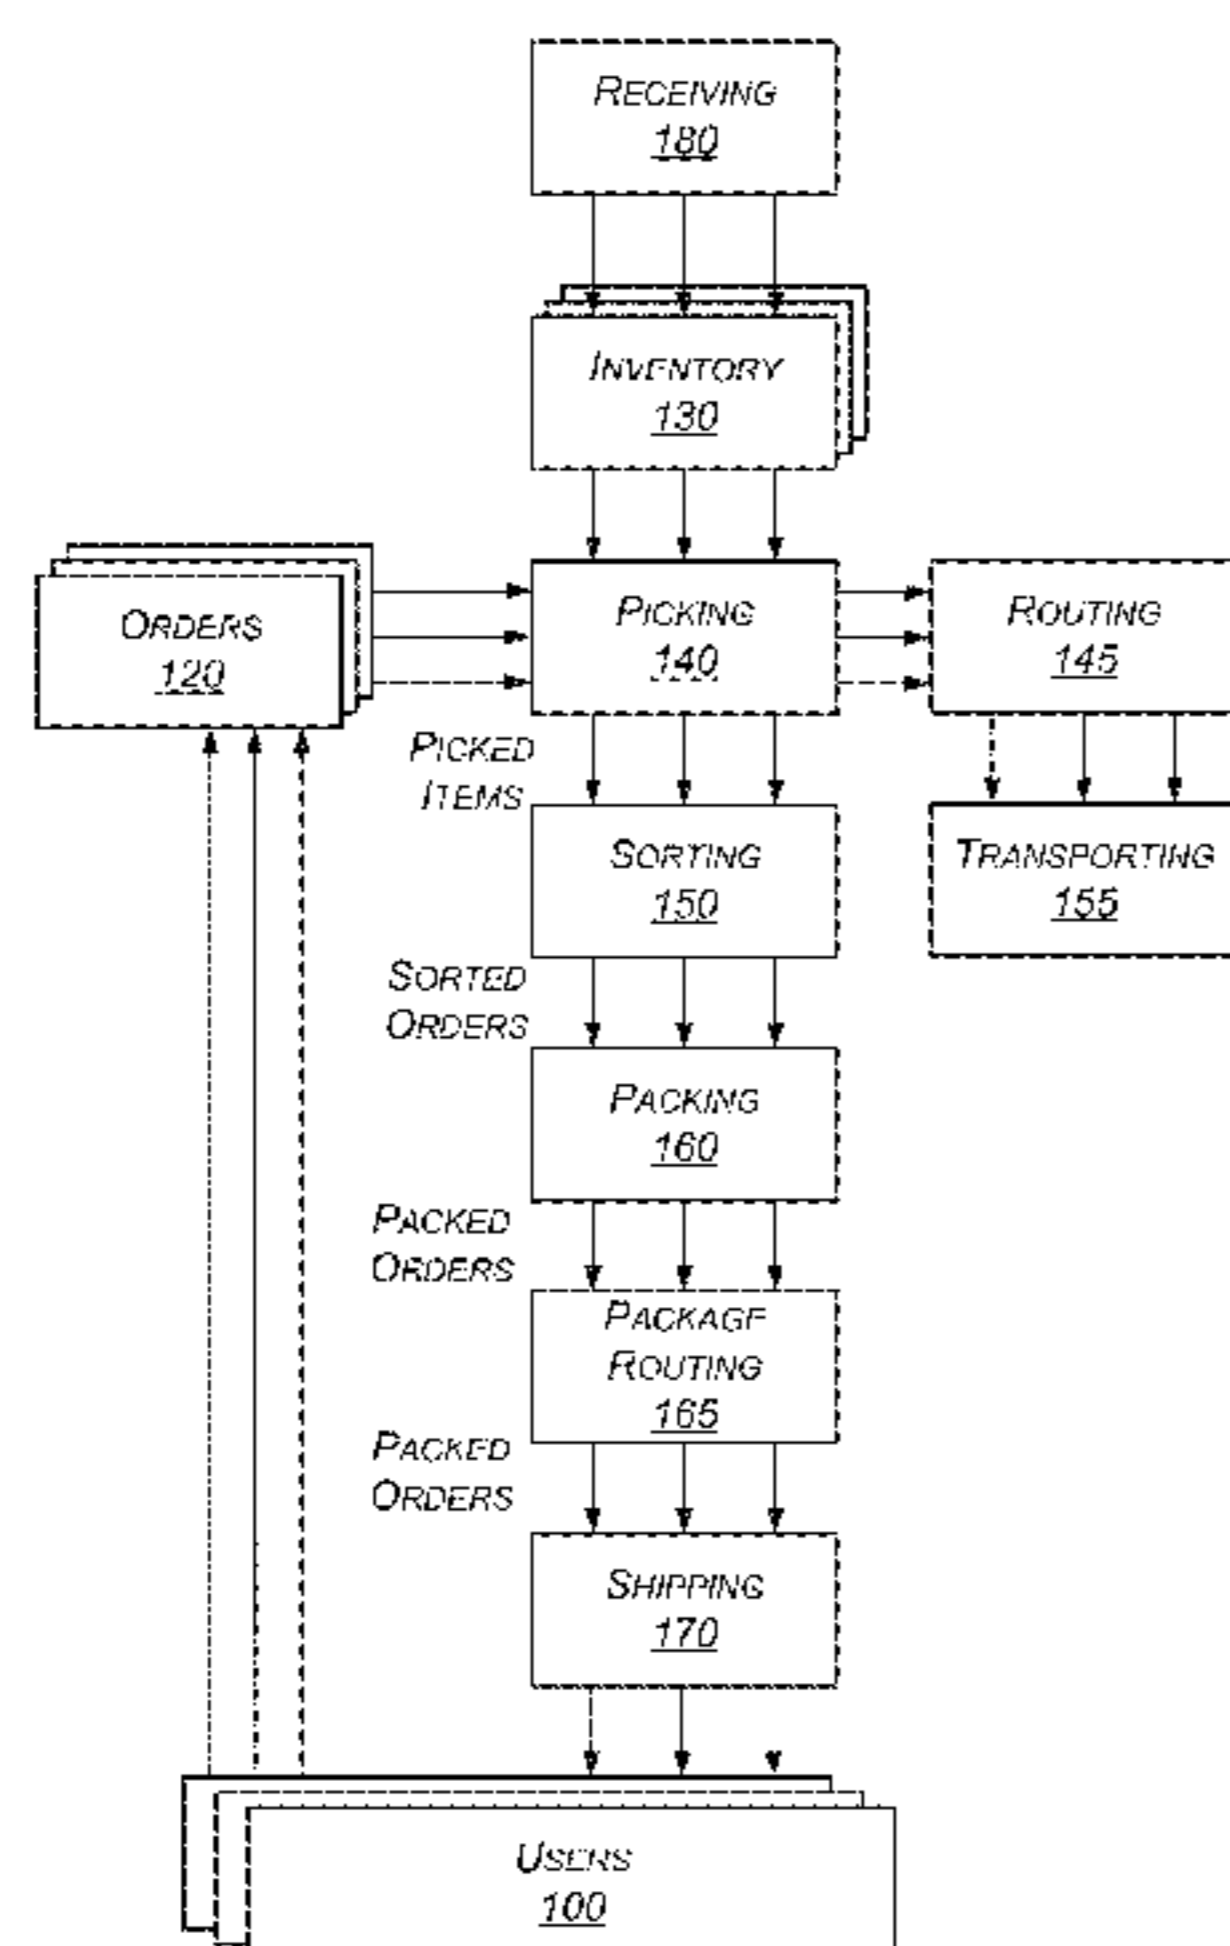 RECEIVING
180
INVENTORY
130
ORDERS
120
PICKING
140
ROUTING
145
PICKED
ITEMS
SORTING
150
TRANSPORTING
155
SORTED
ORDERS
PACKING
160
PACKED
ORDERS
PACKAGE
ROUTING
165
PACKED
ORDERS
SHIPPING
170
USERS
100